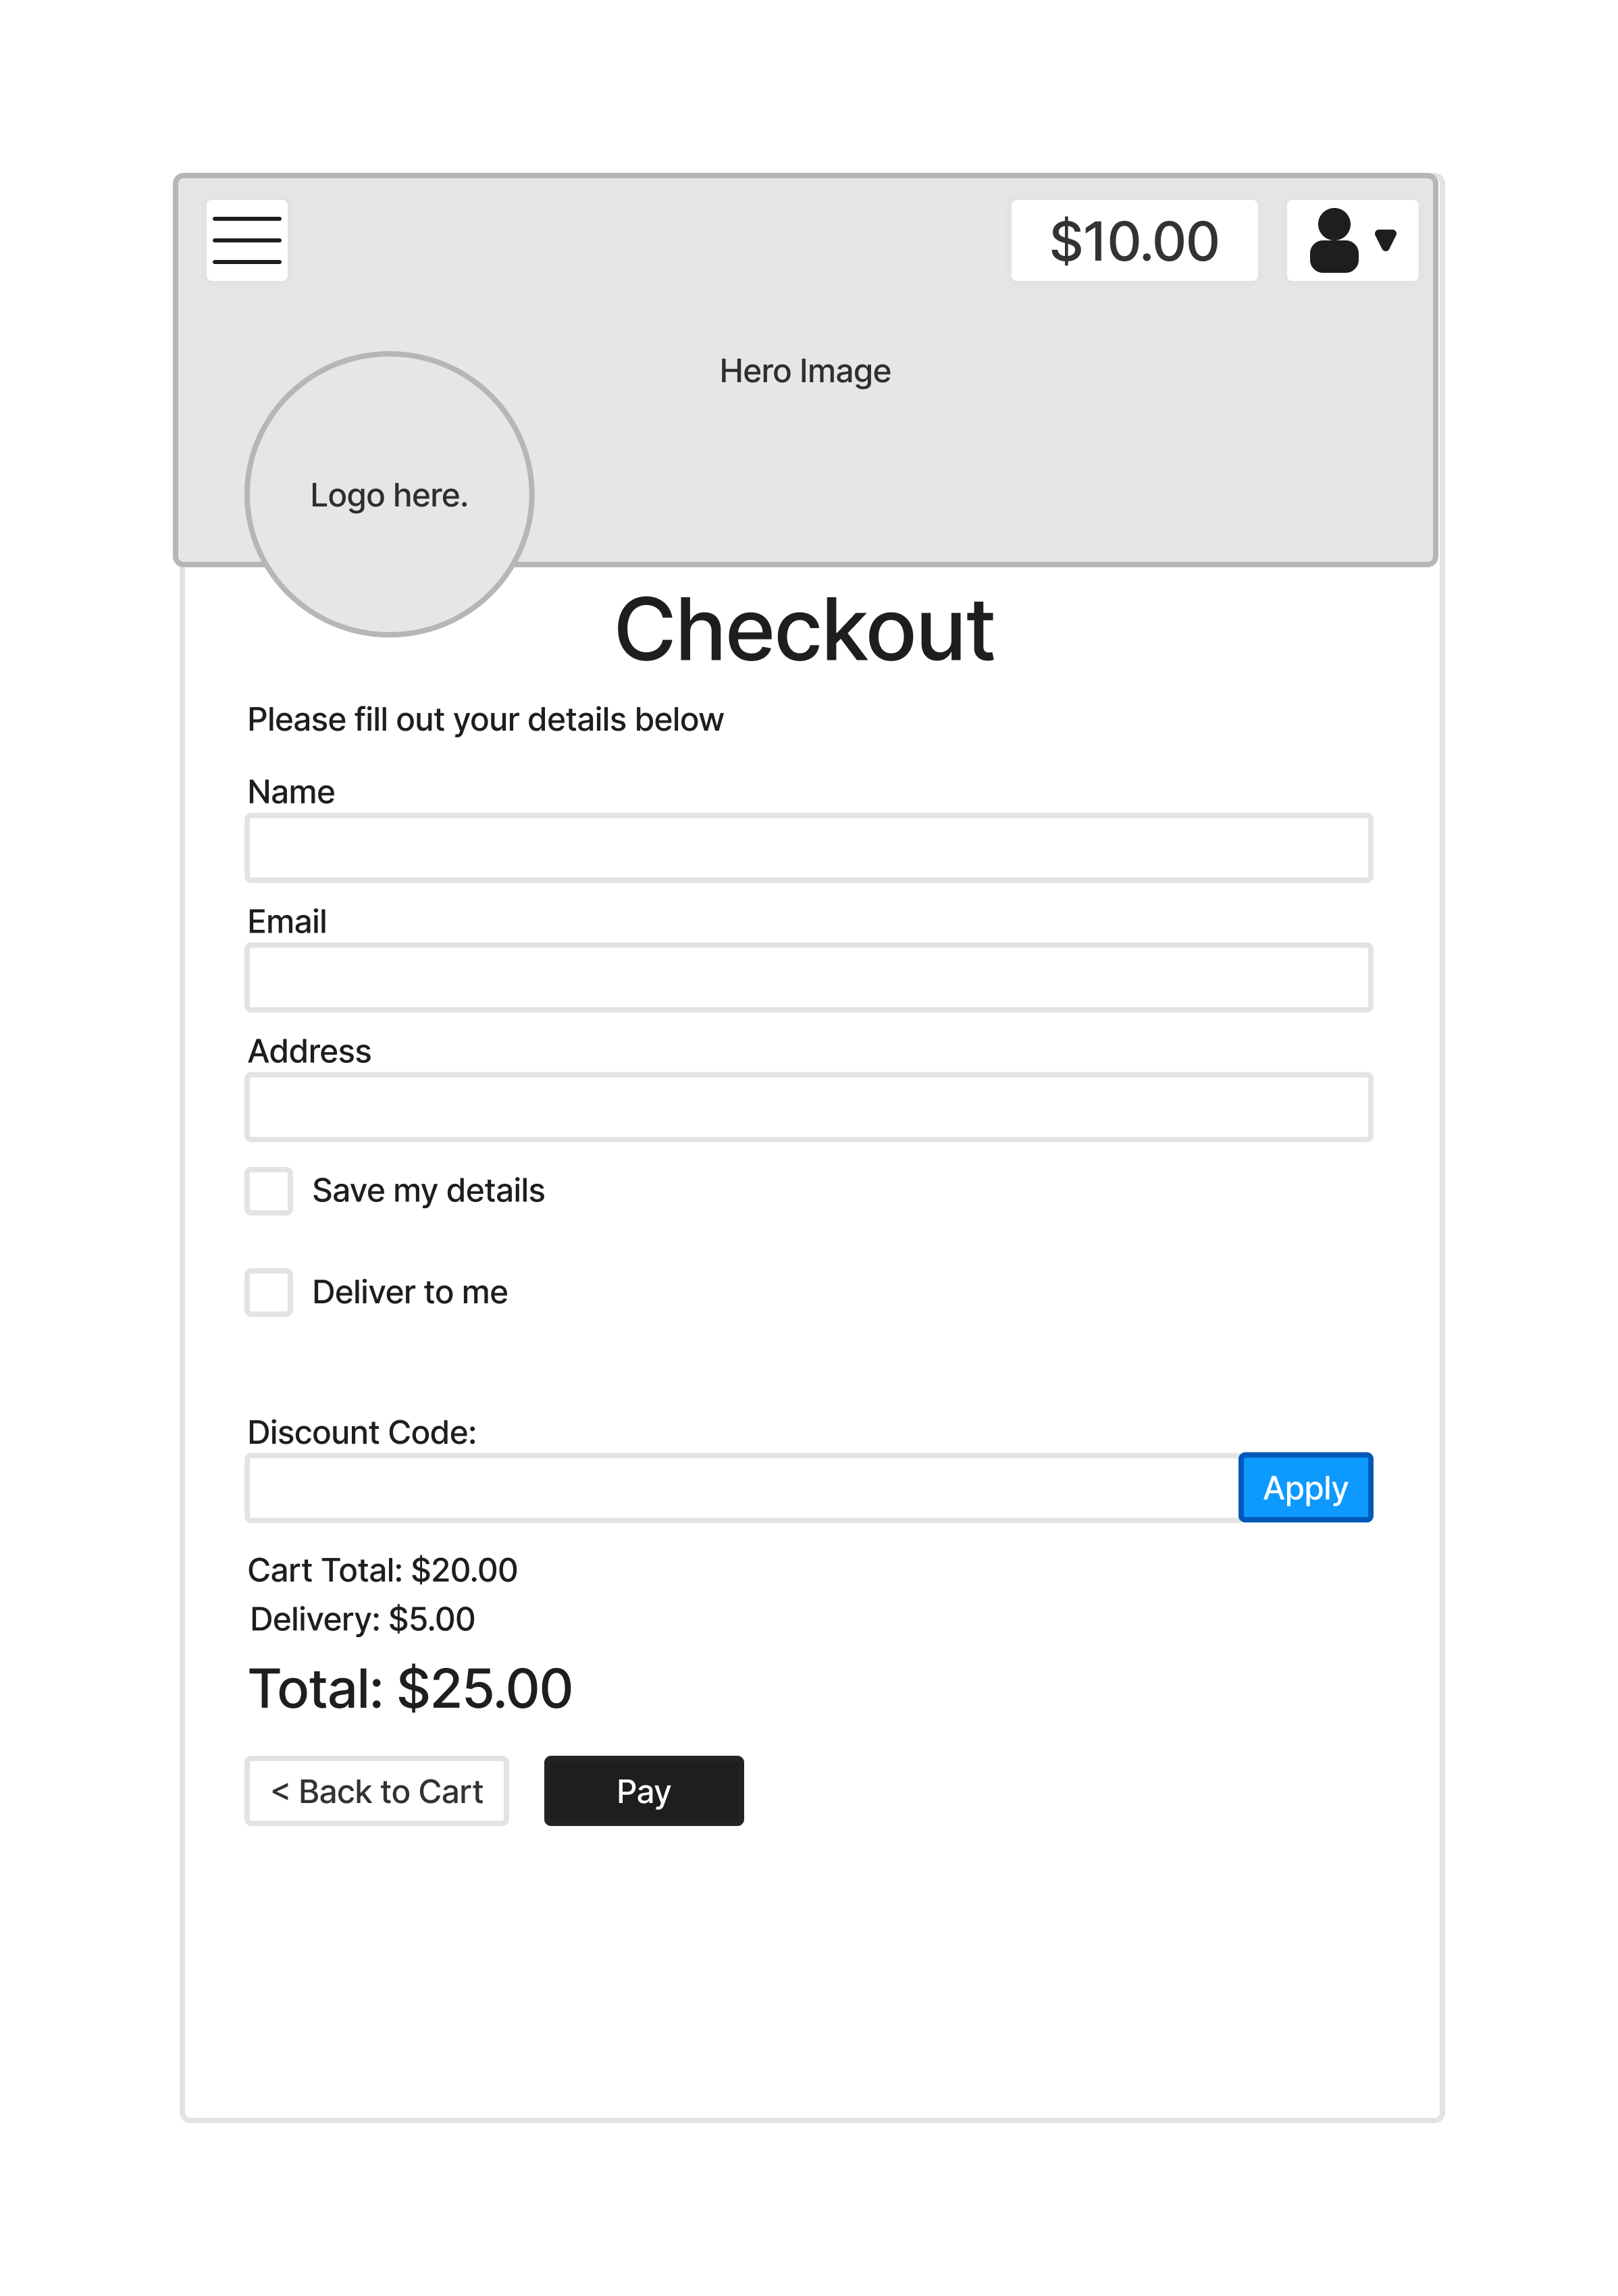 $10.00
Hero Image
Logo here.
Checkout
Please fill out your details below
Name
Email
Address
Save my details
Deliver to me
Discount Code:
Apply
Cart Total: $20.00
Delivery: $5.00
Total: $25.00
< Back to Cart
Pay